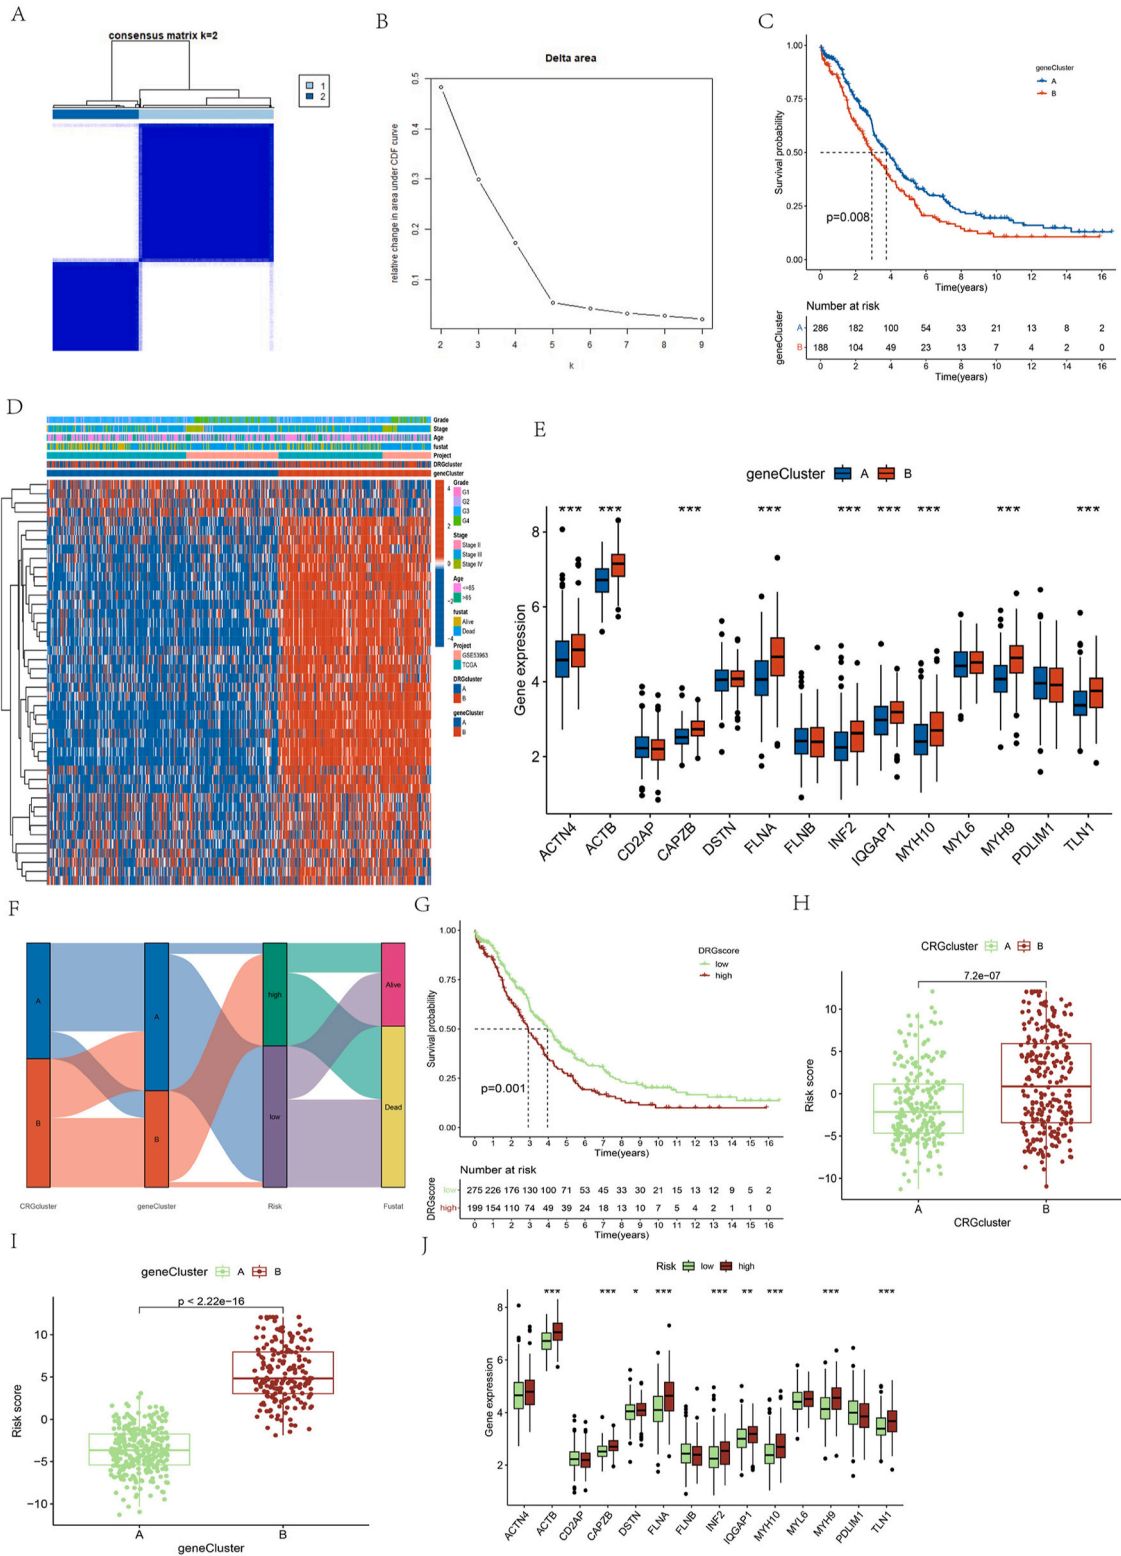 A
consensus matrix k=2
1
2
B
Delta area
relative change in area under CDF curve
0.5
0.4
0.3
0.2
0.1
2 3 4 5 6 7 8 9
k
C
geneCluster
A
B
Survival probability
1.00
0.75
0.50
0.25
0.00
p=0.008
0 2 4 6 8 10 12 14 16
Time(years)
Number at risk
geneCluster
A 286 182 100 54 33 21 13 8 2
B 188 104 49 23 13 7 4 2 0
0 2 4 6 8 10 12 14 16
Time(years)
D
Grade
Stage
Age
fustat
Project
DRGcluster
geneCluster
4
2
0
−2
−4
Grade
G1
G2
G3
G4
Stage
Stage II
Stage III
Stage IV
Age
<=65
>65
fustat
Alive
Dead
Project
GSE53963
TCGA
DRGcluster
A
B
geneCluster
A
B
E
geneCluster A B
*** *** *** *** *** *** *** *** ***
Gene expression
8
6
4
2
ACTN4 ACTB CD2AP CAPZB DSTN FLNA FLNB INF2 IQGAP1 MYH10 MYL6 MYH9 PDLIM1 TLN1
F
A
B
A
B
high
low
Alive
Dead
CRGcluster geneCluster Risk Fustat
G
DRGscore
low
high
Survival probability
1.00
0.75
0.50
0.25
0.00
p=0.001
0 1 2 3 4 5 6 7 8 9 10 11 12 13 14 15 16
Time(years)
Number at risk
DRGscore
low 275 226 176 130 100 71 53 45 33 30 21 15 13 12 9 5 2
high 199 154 110 74 49 39 24 18 13 10 7 5 4 2 1 1 0
0 1 2 3 4 5 6 7 8 9 10 11 12 13 14 15 16
Time(years)
H
CRGcluster A B
7.2e−07
Risk score
10
5
0
−5
−10
A B
CRGcluster
I
geneCluster A B
p < 2.22e−16
Risk score
10
5
0
−5
−10
A B
geneCluster
J
Risk low high
*** *** * *** *** ** *** *** ***
Gene expression
8
6
4
2
ACTN4 ACTB CD2AP CAPZB DSTN FLNA FLNB INF2 IQGAP1 MYH10 MYL6 MYH9 PDLIM1 TLN1